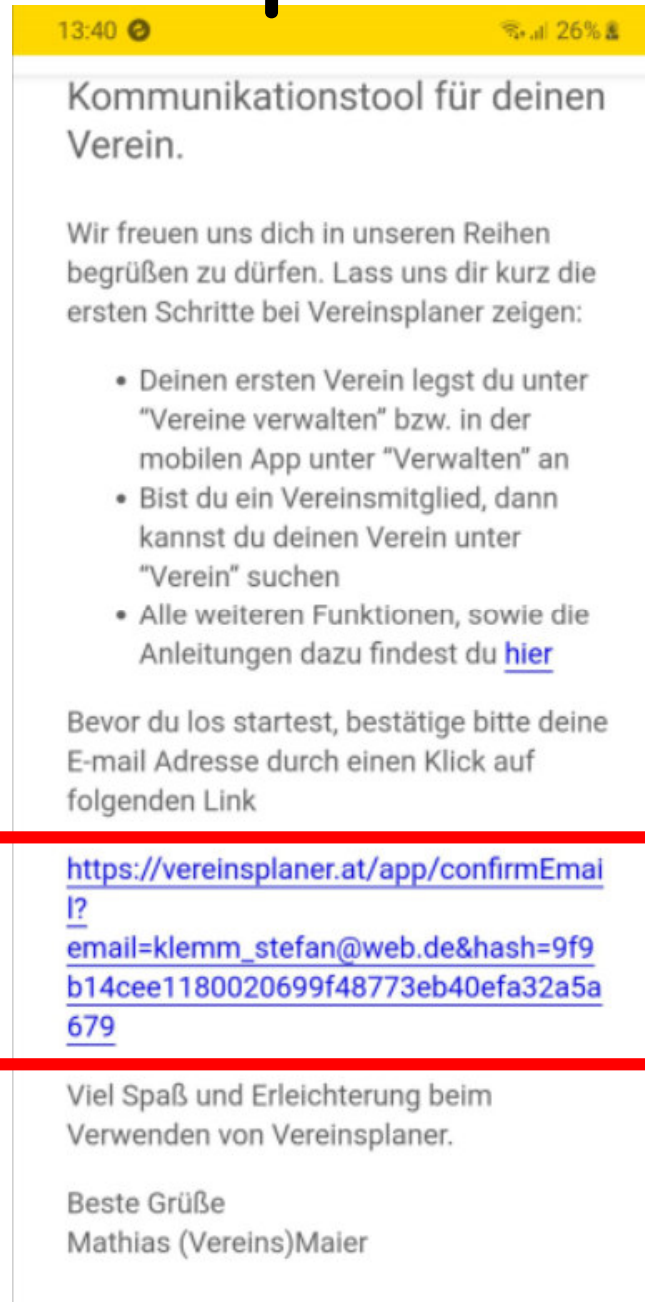 13:40 26%
Kommunikationstool für deinen
Verein.
Wir freuen uns dich in unseren Reihen
begrüßen zu dürfen. Lass uns dir kurz die
ersten Schritte bei Vereinsplaner zeigen:
• Deinen ersten Verein legst du unter
“Vereine verwalten” bzw. in der
mobilen App unter “Verwalten” an
• Bist du ein Vereinsmitglied, dann
kannst du deinen Verein unter
“Verein” suchen
• Alle weiteren Funktionen, sowie die
Anleitungen dazu findest du hier
Bevor du los startest, bestätige bitte deine
E-mail Adresse durch einen Klick auf
folgenden Link
https://vereinsplaner.at/app/confirmEmai
l?
email=klemm_stefan@web.de&hash=9f9
b14cee1180020699f48773eb40efa32a5a
679
Viel Spaß und Erleichterung beim
Verwenden von Vereinsplaner.
Beste Grüße
Mathias (Vereins)Maier